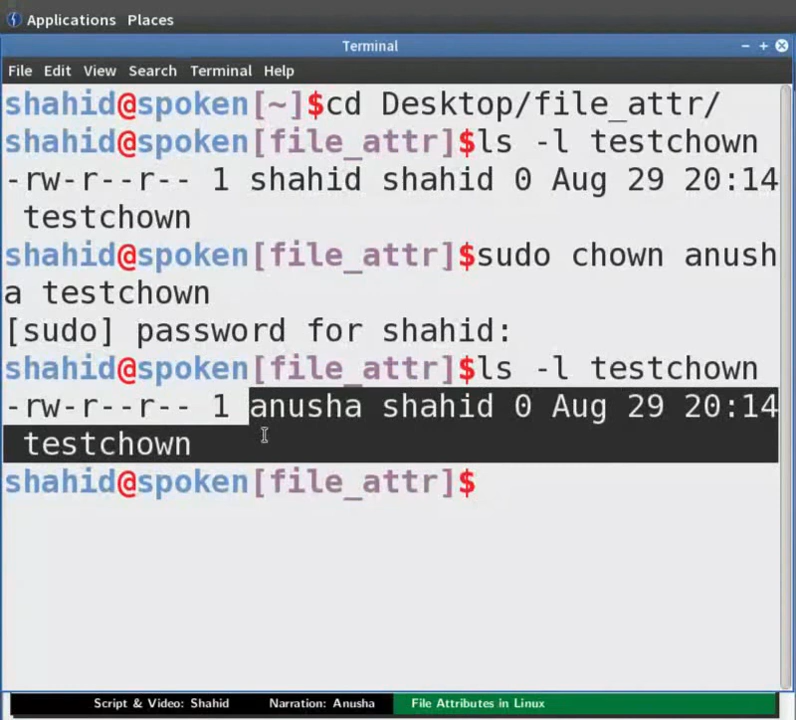 Applications Places
Terminal
File Edit View Search Terminal Help
shahid@spoken[~]$cd Desktop/file_attr/
shahid@spoken[file_attr]$ls -l testchown
-rw-r--r-- 1 shahid shahid 0 Aug 29 20:14
 testchown
shahid@spoken[file_attr]$sudo chown anush
a testchown
[sudo] password for shahid:
shahid@spoken[file_attr]$ls -l testchown
-rw-r--r-- 1 anusha shahid 0 Aug 29 20:14
 testchown
shahid@spoken[file_attr]$
Script & Video: Shahid Narration: Anusha File Attributes in Linux